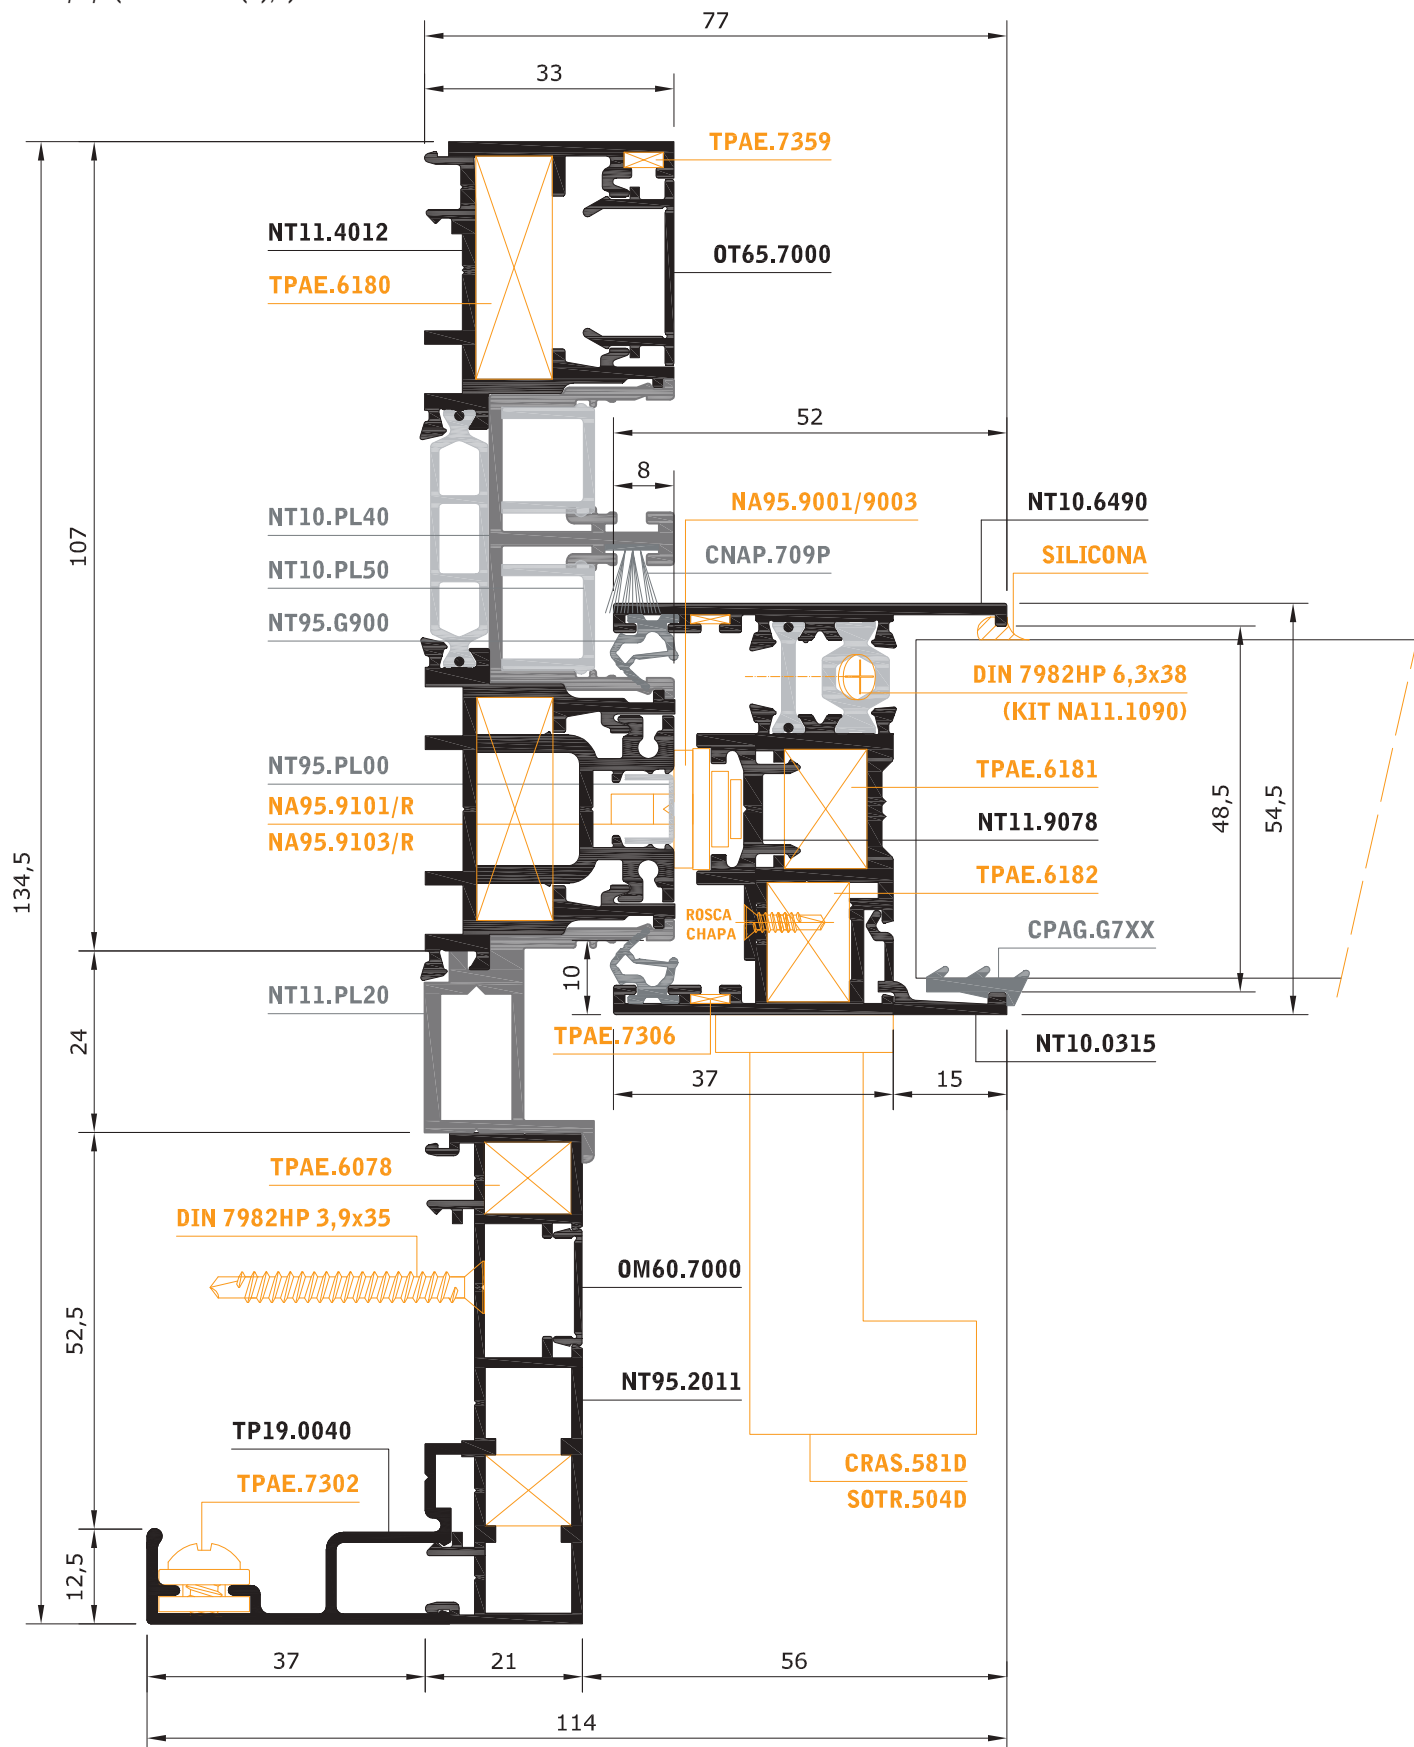 77
33
TPAE.7359
NT11.4012
OT65.7000
TPAE.6180
52
8
NA95.9001/9003
NT10.6490
NT10.PL40
CNAP.709P
SILICONA
107
NT10.PL50
NT95.G900
DIN 7982HP 6,3x38
(KIT NA11.1090)
NT95.PL00
TPAE.6181
NA95.9101/R
NT11.9078
NA95.9103/R
48,5
54,5
134,5
TPAE.6182
ROSCA
CHAPA
CPAG.G7XX
10
NT11.PL20
TPAE.7306
NT10.0315
24
37
15
TPAE.6078
DIN 7982HP 3,9x35
OM60.7000
52,5
NT95.2011
TP19.0040
CRAS.581D
TPAE.7302
SOTR.504D
12,5
37
21
56
114